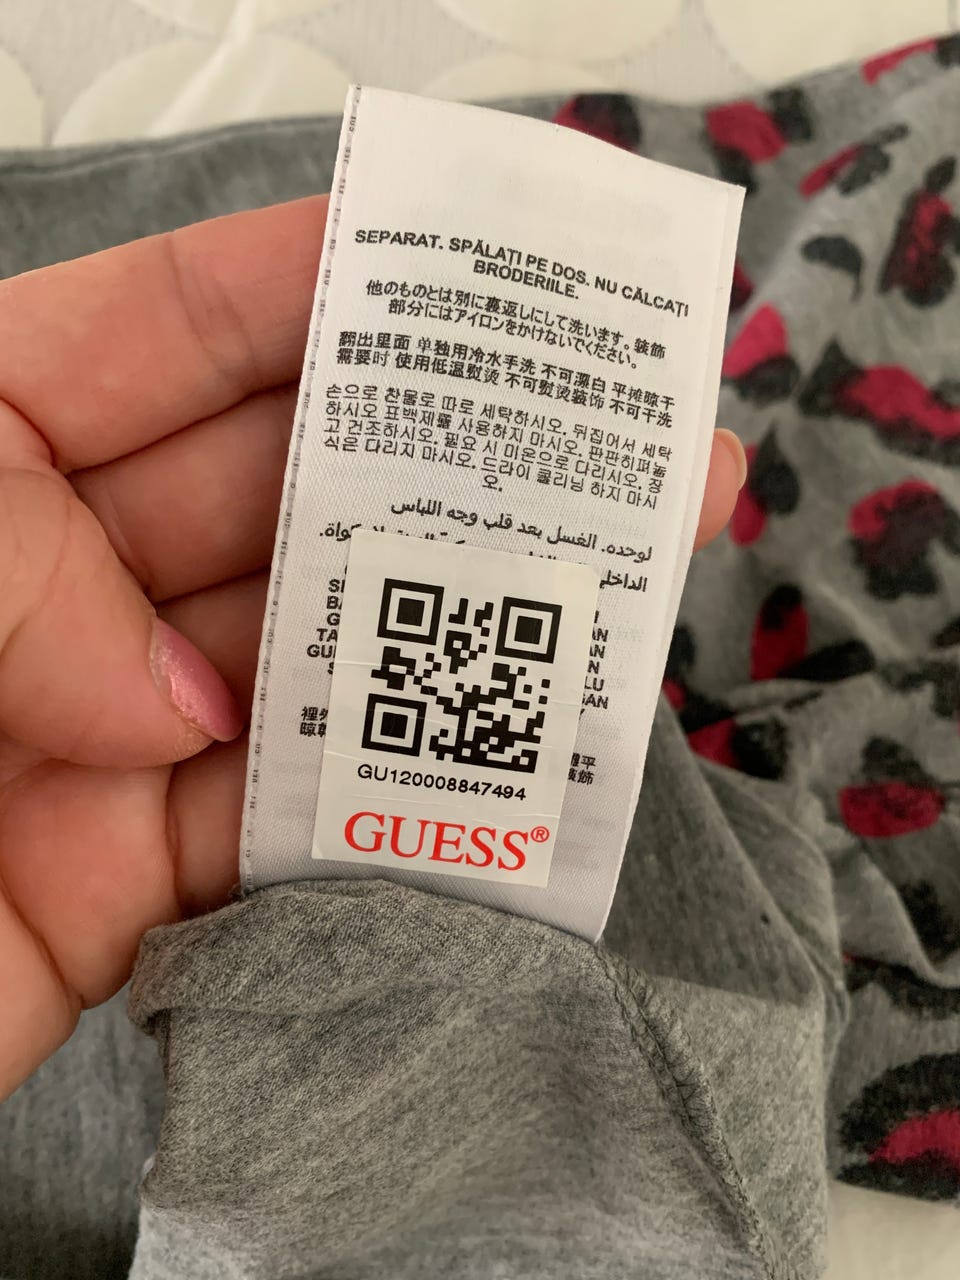 SEPARAT. SPĂLAȚI PE DOS. NU CĂLCAȚI
BRODERIILE.
他のものとは別に裏返しにして洗います。装飾
部分にはアイロンをかけないでください。
翻出里面 单独用冷水手洗 不可漂白 平摊晾干
需要时 使用低温熨烫 不可熨烫装饰 不可干洗
손으로 찬물로 따로 세탁하시오. 뒤집어서 세탁
하시오 표백제를 사용하지 마시오. 판판히펴놓
고 건조하시오. 필요 시 미온으로 다리시오. 장
식은 다리지 마시오. 드라이 클리닝 하지 마시
오.
لوحده. الغسل بعد قلب وجه اللباس
GU120008847494
GUESS®